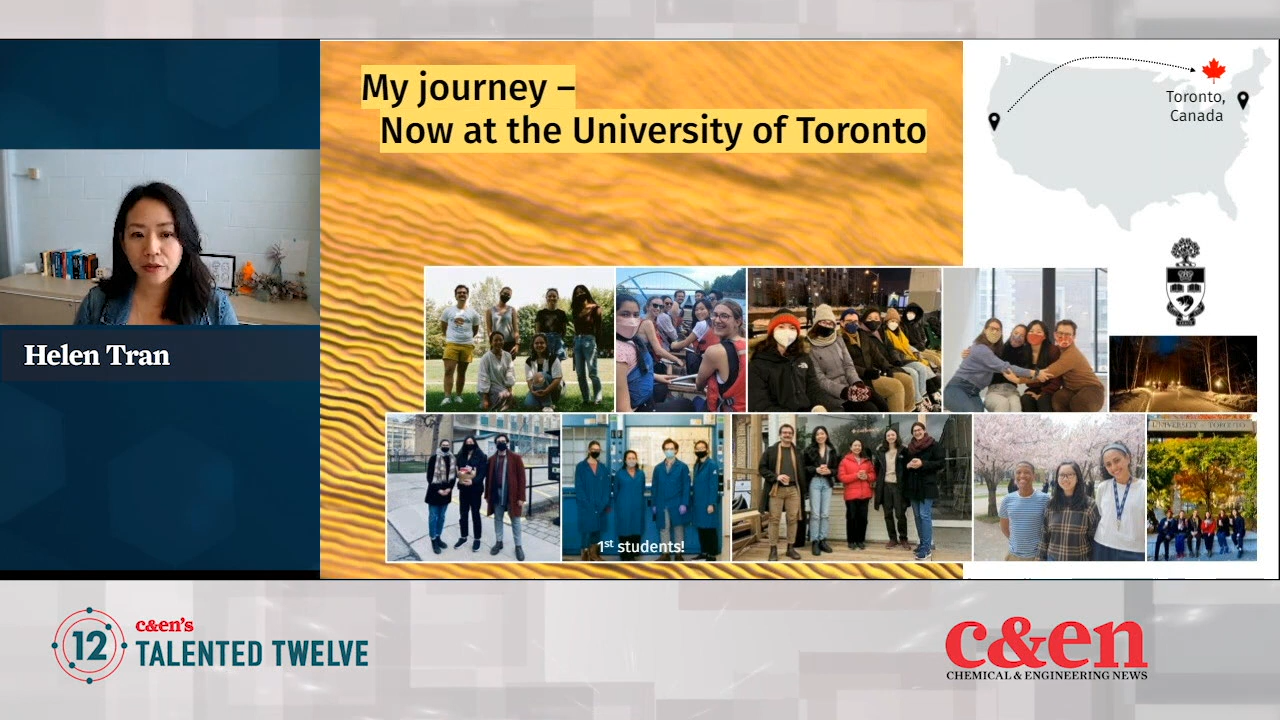 My journey –
Now at the University of Toronto
Toronto,
Canada
Helen Tran
UNIVERSITY OF TORONTO
1st students!
12
c&en's
TALENTED TWELVE
c&en
CHEMICAL & ENGINEERING NEWS